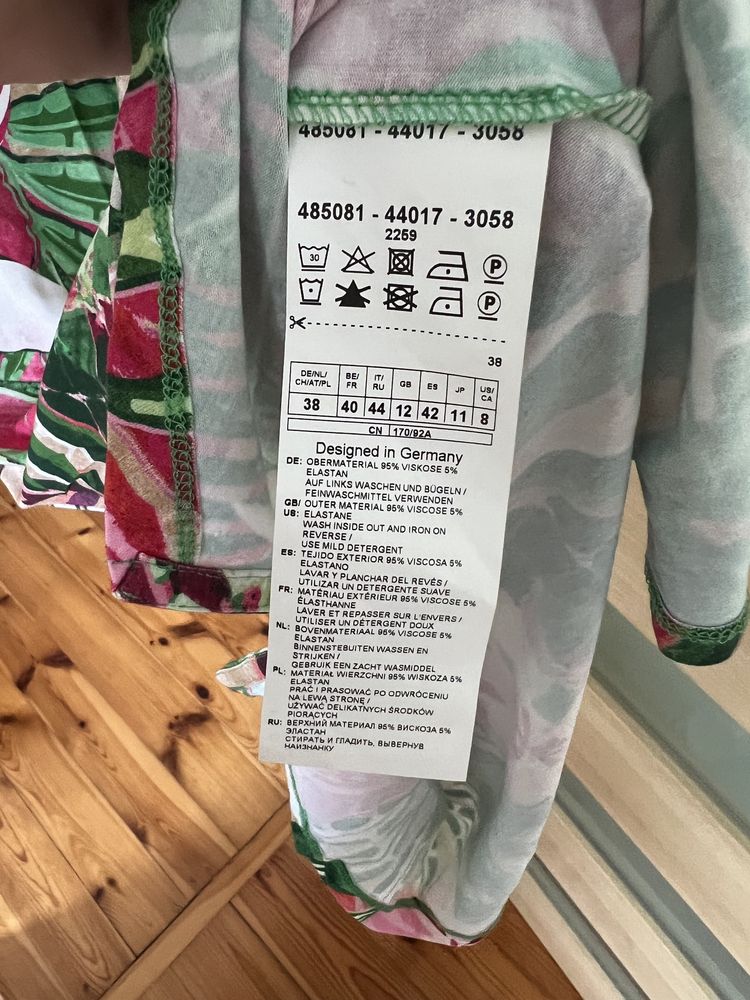 485081 - 44017 - 3058
485081 - 44017 - 3058
2259
30 P
P
38
DE/NL/ CH/AT/PL BE/ FR IT/ RU GB ES JP US/ CA
38 40 44 12 42 11 8
CN 170/92A
Designed in Germany
DE: OBERMATERIAL 95% VISKOSE 5%
ELASTAN
AUF LINKS WASCHEN UND BÜGELN /
FEINWASCHMITTEL VERWENDEN
GB/ OUTER MATERIAL 95% VISCOSE 5%
US: ELASTANE
WASH INSIDE OUT AND IRON ON
REVERSE /
USE MILD DETERGENT
ES: TEJIDO EXTERIOR 95% VISCOSA 5%
ELASTANO
LAVAR Y PLANCHAR DEL REVÉS /
UTILIZAR UN DETERGENTE SUAVE
FR: MATÉRIAU EXTÉRIEUR 95% VISCOSE 5%
ÉLASTHANNE
LAVER ET REPASSER SUR L'ENVERS /
UTILISER UN DÉTERGENT DOUX
NL: BOVENMATERIAAL 95% VISCOSE 5%
ELASTAN
BINNENSTEBUITEN WASSEN EN
STRIJKEN /
GEBRUIK EEN ZACHT WASMIDDEL
PL: MATERIAŁ WIERZCHNI 95% WISKOZA 5%
ELASTAN
PRAĆ I PRASOWAĆ PO ODWRÓCENIU
NA LEWĄ STRONĘ /
UŻYWAĆ DELIKATNYCH ŚRODKÓW
PIORĄCYCH
RU: ВЕРХНИЙ МАТЕРИАЛ 95% ВИСКОЗА 5%
ЭЛАСТАН
СТИРАТЬ И ГЛАДИТЬ, ВЫВЕРНУВ
НАИЗНАНКУ